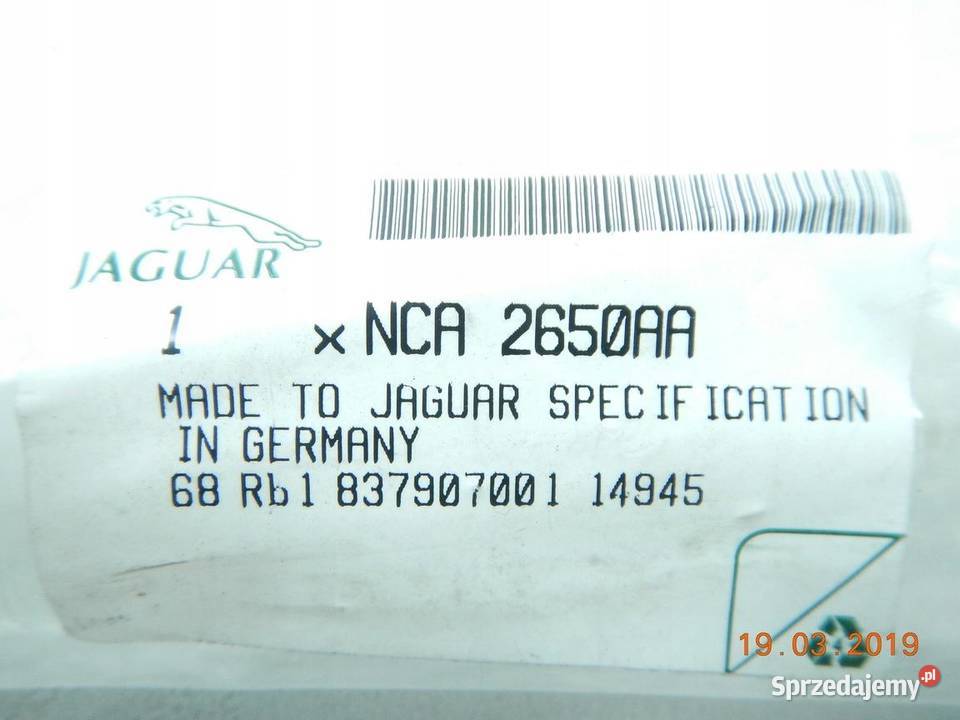 JAGUAR
1 x NCA 2650AA
MADE TO JAGUAR SPECIFICATION
IN GERMANY
68 Rb1 837907001 14945
19.03.2019
Sprzedajemy.pl